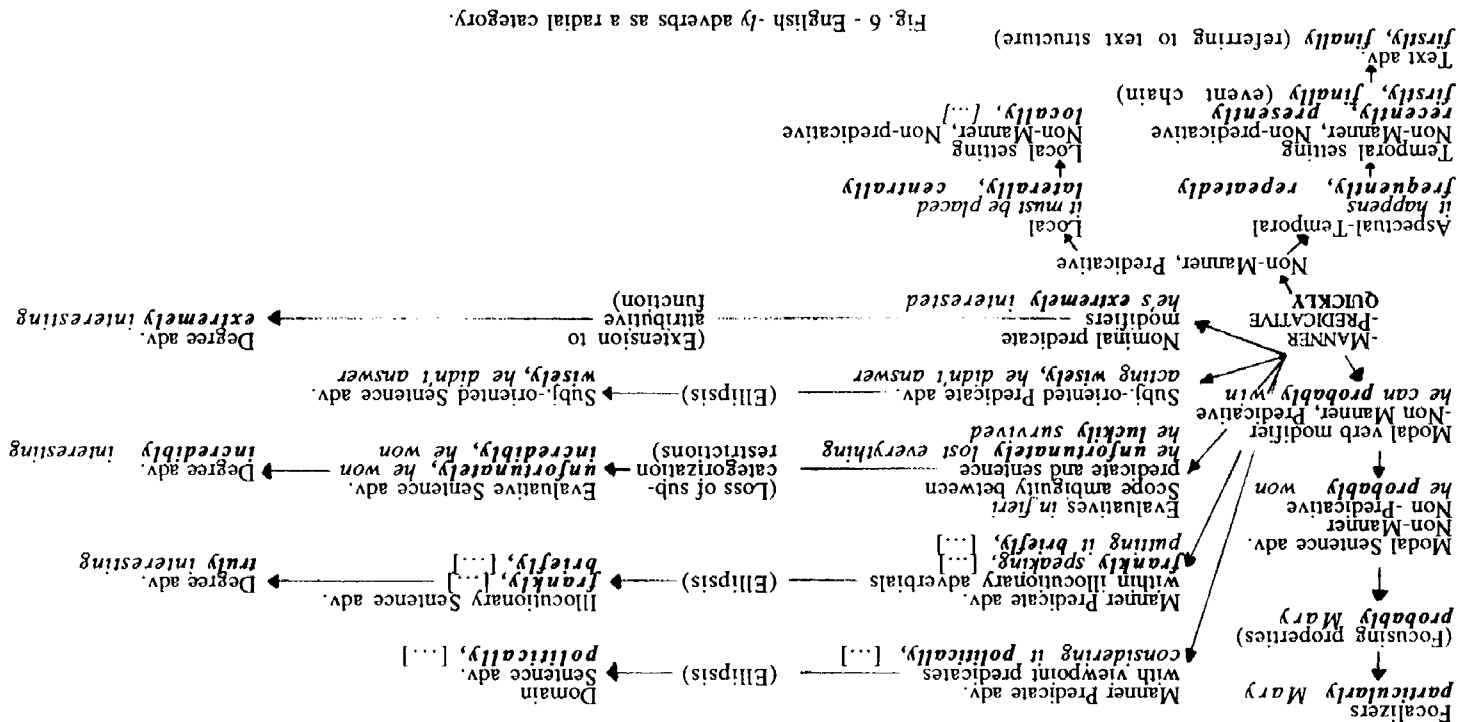 Focalizers
particularly Mary
(Focusing properties)
probably Mary
Modal Sentence adv.
Non-Manner
Non -Predicative
he probably won
Modal verb modifier
-Non Manner, Predicative
he can probably win
-MANNER
-PREDICATIVE
QUICKLY
Manner Predicate adv.
with viewpoint predicates
considering it politically, [...]
(Ellipsis)
Domain
Sentence adv.
politically, [...]
Manner Predicate adv.
within illocutionary adverbials
frankly speaking, [...]
putting it briefly, [...]
(Ellipsis)
Illocutionary Sentence adv.
frankly, [...]
briefly, [...]
Degree adv.
truly interesting
Evaluatives in fieri
Scope ambiguity between
predicate and sentence
he unfortunately lost everything
he luckily survived
(Loss of sub-
categorization
restrictions)
Evaluative Sentence adv.
unfortunately, he won
incredibly, he won
Degree adv.
incredibly interesting
Subj.-oriented Predicate adv.
acting wisely, he didn't answer
(Ellipsis)
Subj.-oriented Sentence adv.
wisely, he didn't answer
Nominal predicate
modifiers
he's extremely interested
(Extension to
attributive
function)
Degree adv.
extremely interesting
Non-Manner, Predicative
Aspectual-Temporal
it happens
frequently, repeatedly
Local
it must be placed
laterally, centrally
Temporal setting
Non-Manner, Non-predicative
recently, presently
firstly, finally (event chain)
Local setting
Non-Manner, Non-predicative
locally, [...]
Text adv.
firstly, finally (referring to text structure)
Fig. 6 - English -ly adverbs as a radial category.